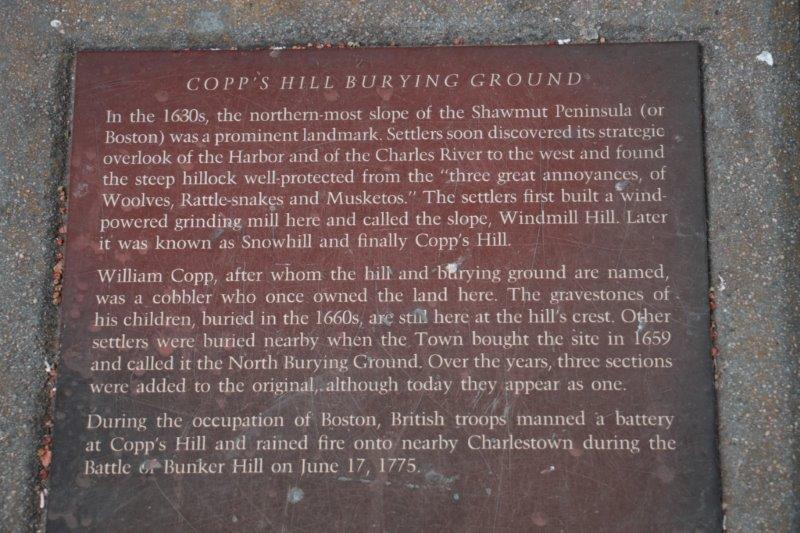 COPP'S HILL BURYING GROUND
In the 1630s, the northern-most slope of the Shawmut Peninsula (or
Boston) was a prominent landmark. Settlers soon discovered its strategic
overlook of the Harbor and of the Charles River to the west and found
the steep hillock well-protected from the "three great annoyances, of
Woolves, Rattle-snakes and Musketos." The settlers first built a wind-
powered grinding mill here and called the slope, Windmill Hill. Later
it was known as Snowhill and finally Copp's Hill.
William Copp, after whom the hill and burying ground are named,
was a cobbler who once owned the land here. The gravestones of
his children, buried in the 1660s, are still here at the hill's crest. Other
settlers were buried nearby when the Town bought the site in 1659
and called it the North Burying Ground. Over the years, three sections
were added to the original, although today they appear as one.
During the occupation of Boston, British troops manned a battery
at Copp's Hill and rained fire onto nearby Charlestown during the
Battle of Bunker Hill on June 17, 1775.